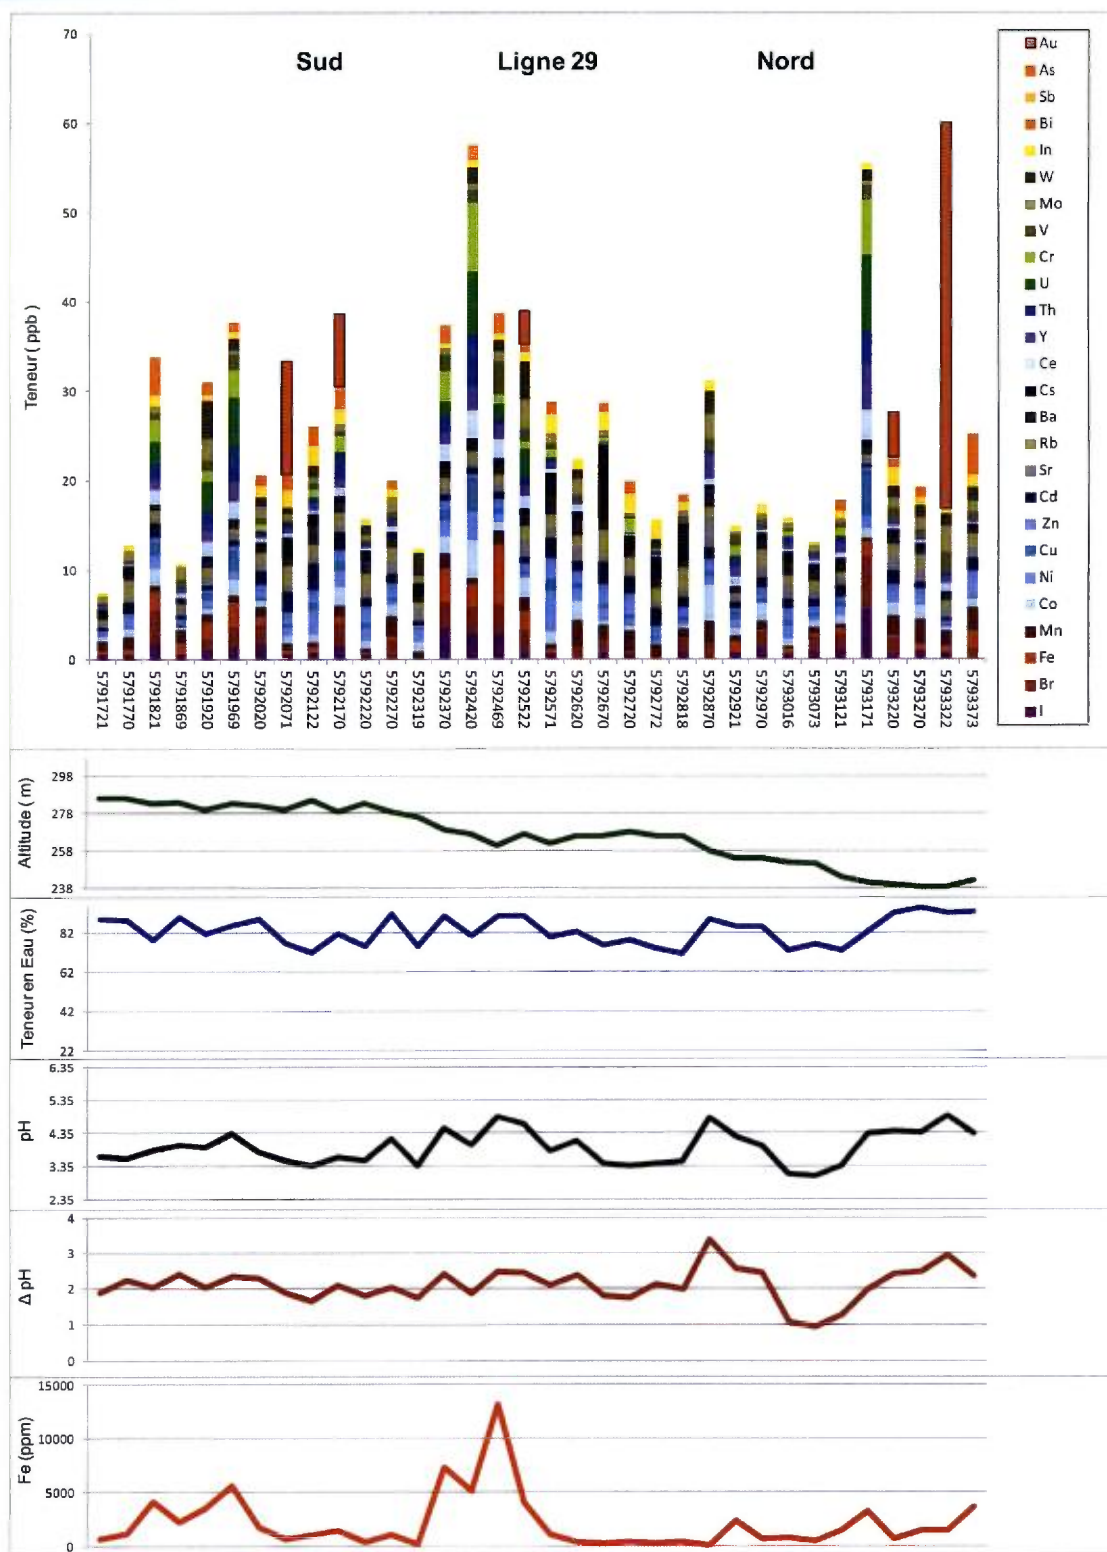 70
60
50
40
30
20
10
0
Teneur ( ppb )
Sud
Ligne 29
Nord
Au
As
Sb
Bi
In
W
Mo
V
Cr
U
Th
Y
Ce
Cs
Ba
Rb
Sr
Cd
Zn
Cu
Ni
Co
Mn
Fe
Br
I
5791721
5791770
5791821
5791869
5791920
5791969
5792020
5792071
5792122
5792170
5792220
5792270
5792319
5792370
5792420
5792469
5792522
5792571
5792620
5792670
5792720
5792772
5792818
5792870
5792921
5792970
5793016
5793073
5793121
5793171
5793220
5793270
5793322
5793373
Altitude ( m)
298
278
258
238
Teneur en Eau (%)
82
62
42
22
pH
6.35
5.35
4.35
3.35
2.35
Δ pH
4
3
2
1
0
Fe (ppm)
15000
10000
5000
0